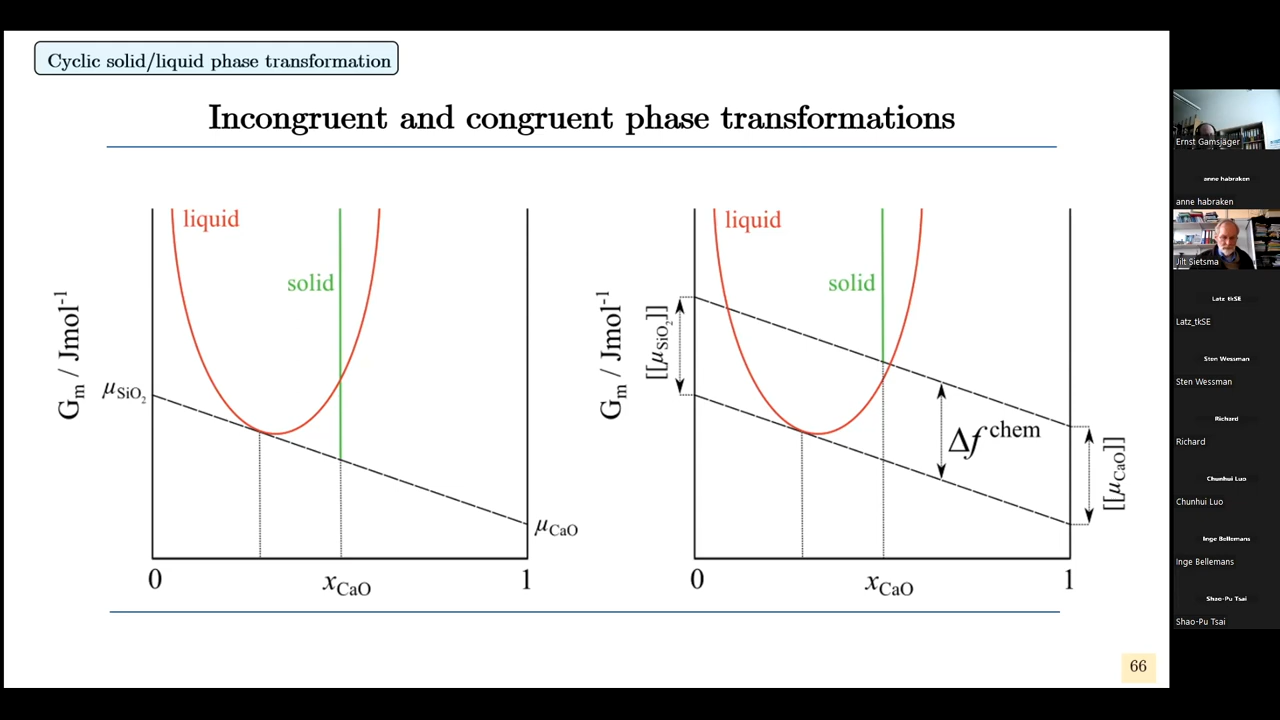 Cyclic solid/liquid phase transformation
Incongruent and congruent phase transformations
liquid
solid
G_m / Jmol^-1
μ_SiO₂
μ_CaO
0
x_CaO
1
liquid
solid
G_m / Jmol^-1
[[μ_SiO₂]]
Δf^chem
[[μ_CaO]]
0
x_CaO
1
66
Ernst Gamsjäger
anne habraken
anne habraken
Jilt Sietsma
Latz_tkSE
Latz_tkSE
Sten Wessman
Sten Wessman
Richard
Richard
Chunhui Luo
Chunhui Luo
Inge Bellemans
Inge Bellemans
Shao-Pu Tsai
Shao-Pu Tsai